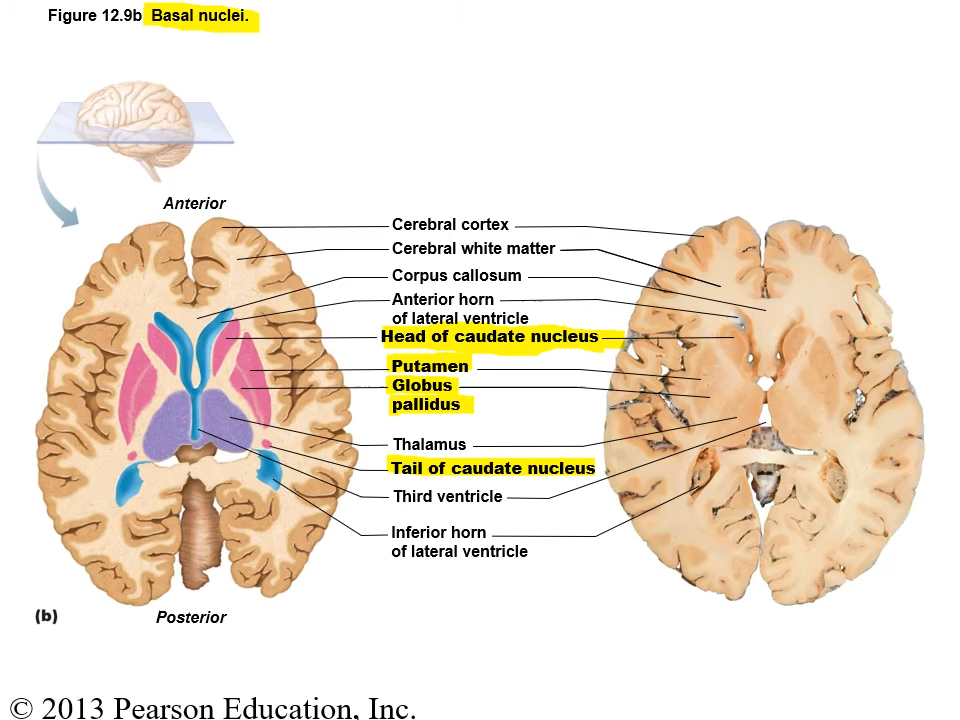 Figure 12.9b Basal nuclei.
Anterior
Cerebral cortex
Cerebral white matter
Corpus callosum
Anterior horn
of lateral ventricle
Head of caudate nucleus
Putamen
Globus
pallidus
Thalamus
Tail of caudate nucleus
Third ventricle
Inferior horn
of lateral ventricle
(b)
Posterior
© 2013 Pearson Education, Inc.